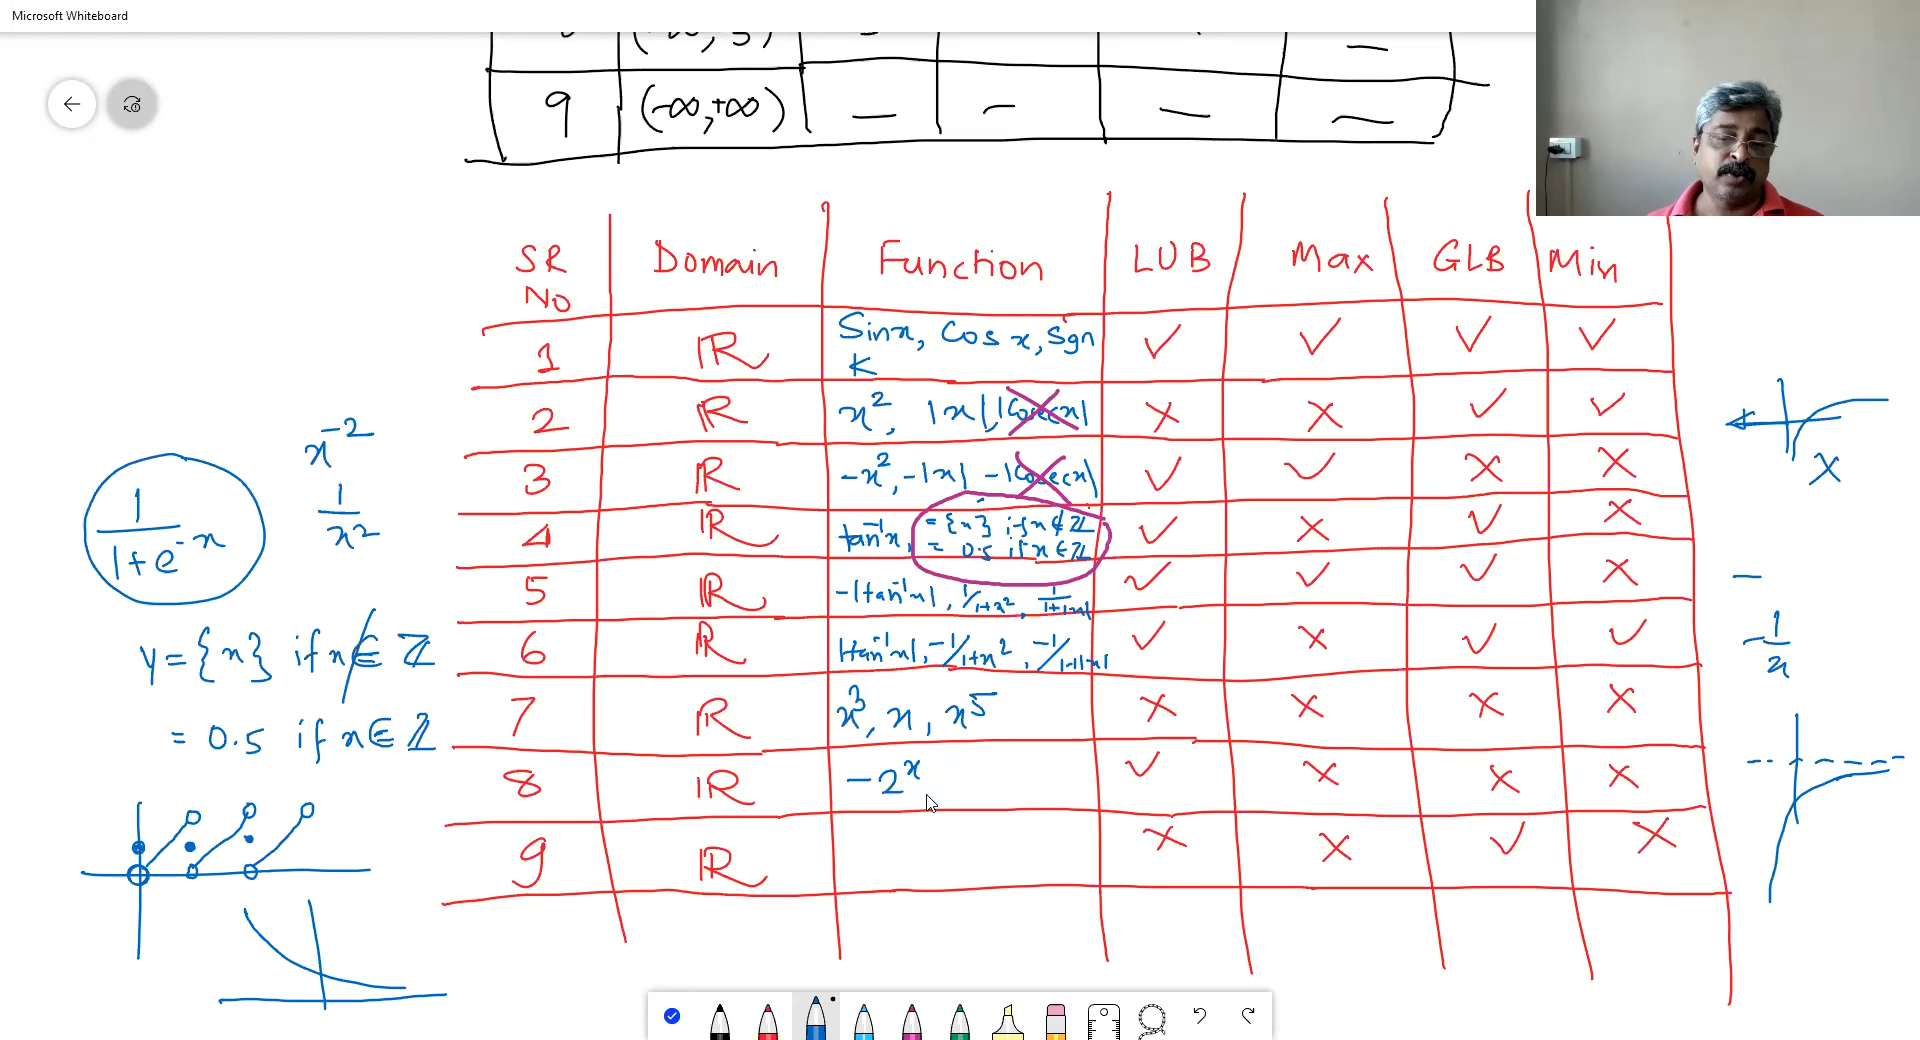 Microsoft Whiteboard
9 (-∞,+∞) — — — —
SR NO Domain Function LUB Max GLB Min
1 ℝ Sinx, Cosx, Sgn K ✓ ✓ ✓ ✓
2 ℝ x², |x|, |Cosecx| × × ✓ ✓
3 ℝ -x², -|x| -|Cosecx| ✓ ✓ × ×
4 ℝ tan⁻¹x, = {x} if x ∉ ℤ = 0.5 if x ∈ ℤ ✓ × ✓ ×
5 ℝ -|tan⁻¹x|, 1/1+x², 1/1+|x| ✓ ✓ ✓ ×
6 ℝ |tan⁻¹x|, -1/1+x², -1/1+|x| ✓ × ✓ ✓
7 ℝ x³, x, x⁵ × × × ×
8 ℝ -2ˣ ✓ × × ×
9 ℝ × × ✓ ×
x⁻²
1/x²
1/1+e⁻x
y = {x} if x ∉ ℤ
= 0.5 if x ∈ ℤ
x
—
-1/x